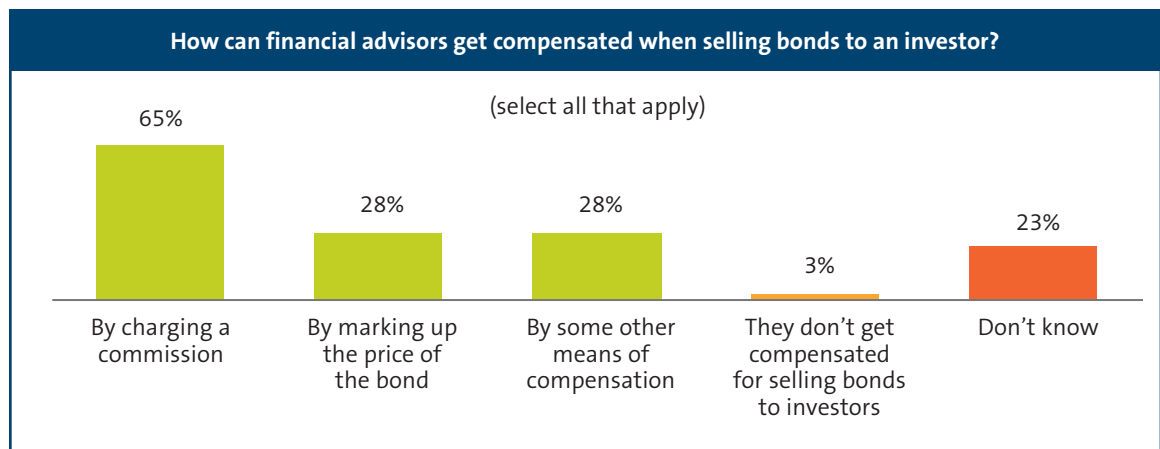 How can financial advisors get compensated when selling bonds to an investor?
(select all that apply)
65%
28%
28%
3%
23%
By charging a
commission
By marking up
the price of
the bond
By some other
means of
compensation
They don’t get
compensated
for selling bonds
to investors
Don’t know